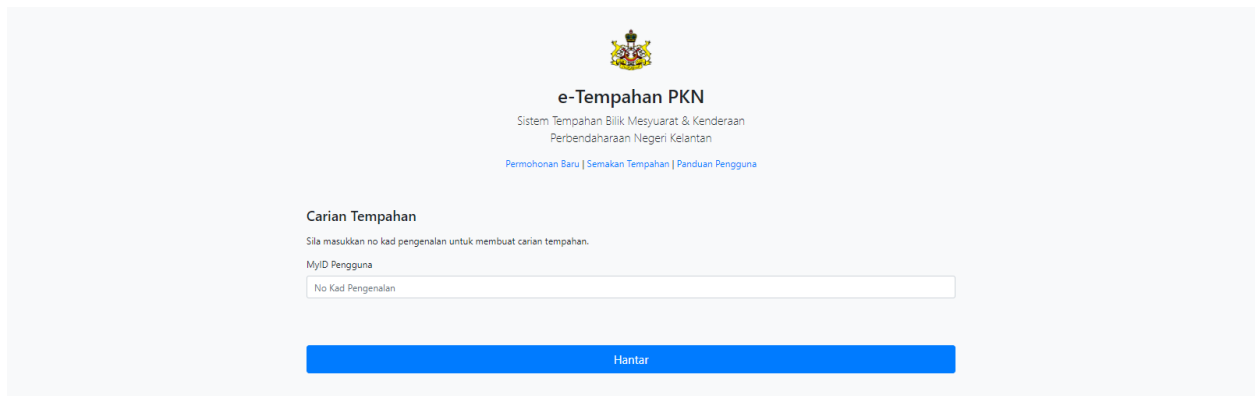 e-Tempahan PKN
Sistem Tempahan Bilik Mesyuarat & Kenderaan
Perbendaharaan Negeri Kelantan
Permohonan Baru | Semakan Tempahan | Panduan Pengguna
Carian Tempahan
Sila masukkan no kad pengenalan untuk membuat carian tempahan.
MyID Pengguna
No Kad Pengenalan
Hantar